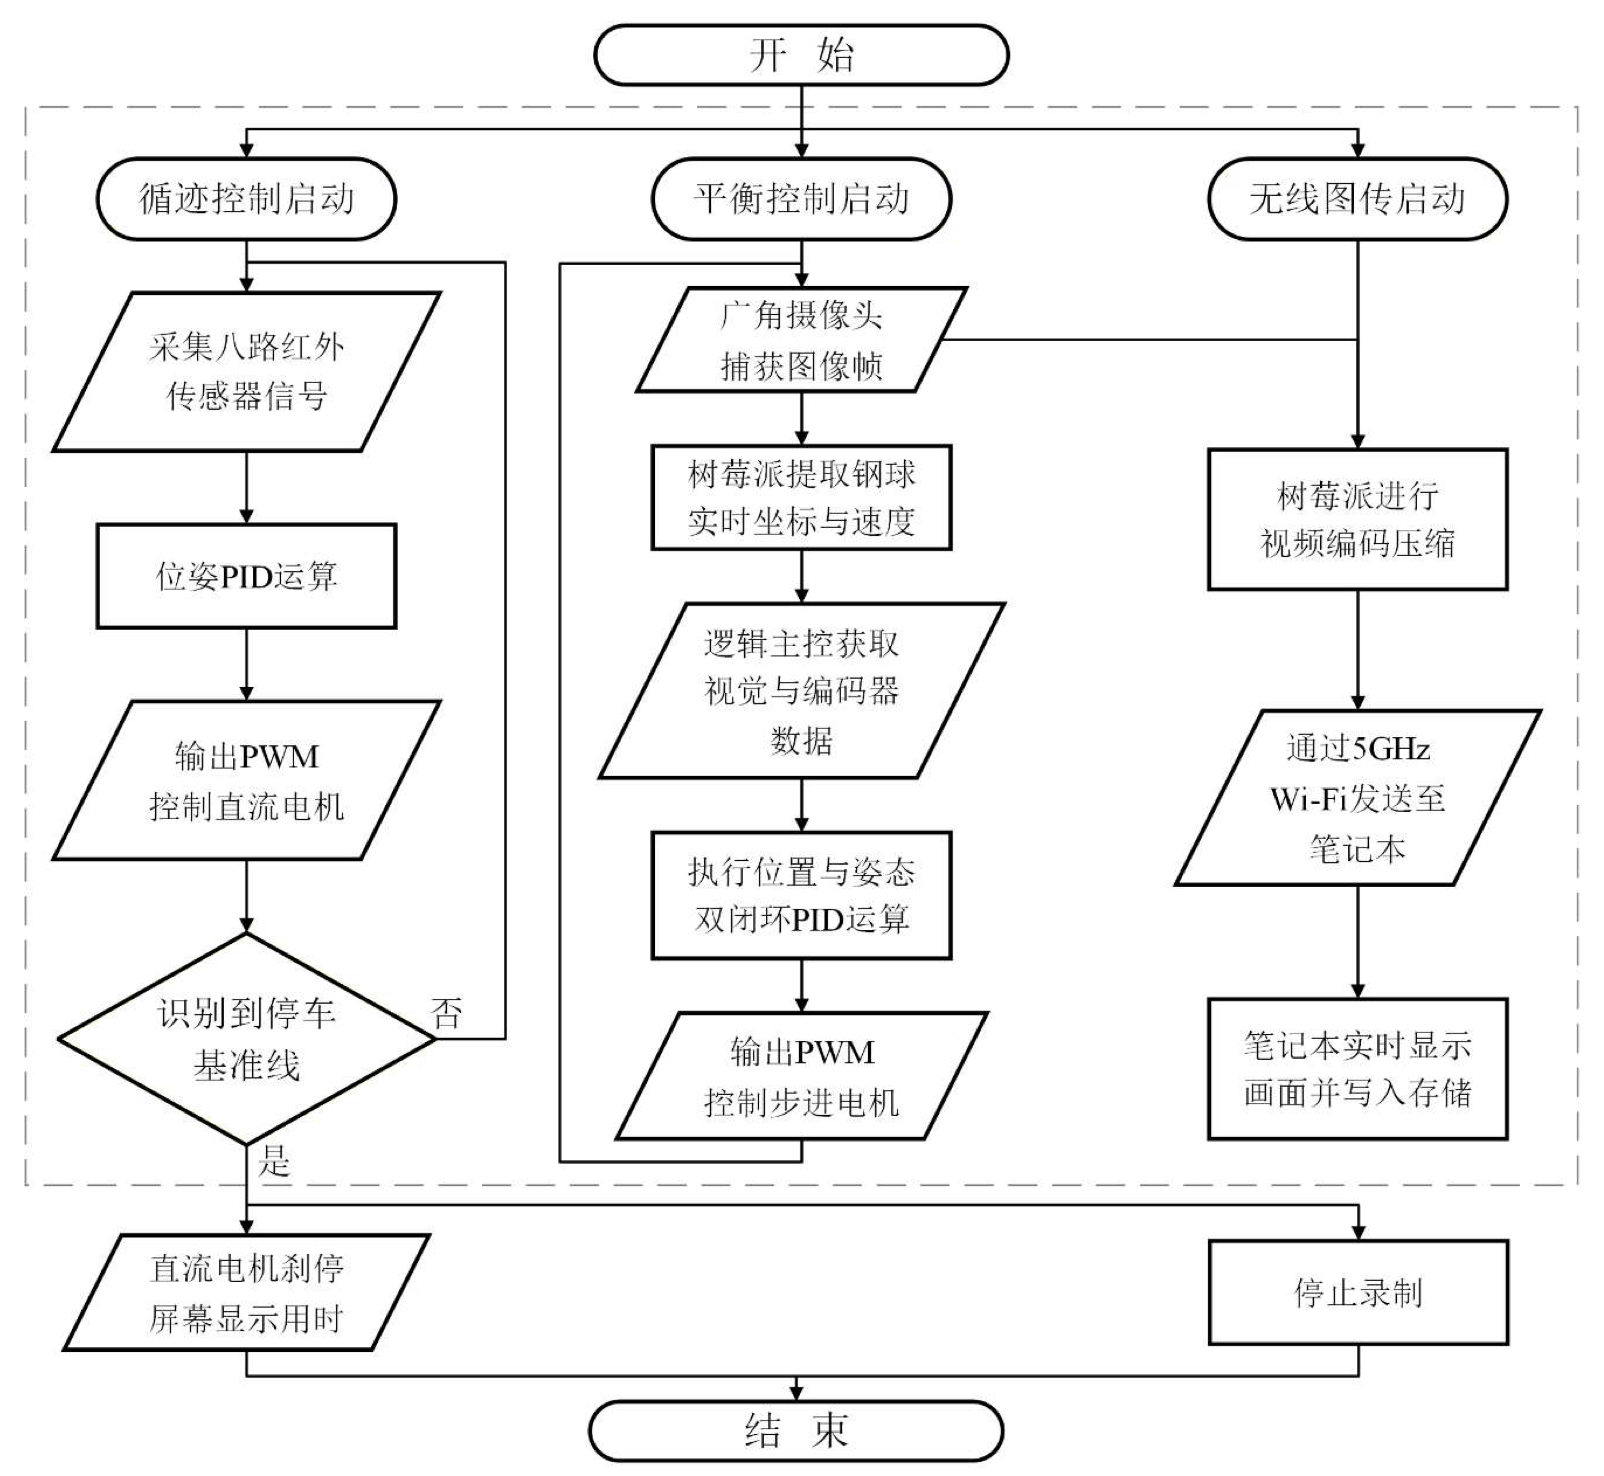 开 始
循迹控制启动
采集八路红外
传感器信号
位姿PID运算
输出PWM
控制直流电机
识别到停车
基准线
否
是
直流电机刹停
屏幕显示用时
平衡控制启动
广角摄像头
捕获图像帧
树莓派提取钢球
实时坐标与速度
逻辑主控获取
视觉与编码器
数据
执行位置与姿态
双闭环PID运算
输出PWM
控制步进电机
无线图传启动
树莓派进行
视频编码压缩
通过5GHz
Wi-Fi发送至
笔记本
笔记本实时显示
画面并写入存储
停止录制
结 束